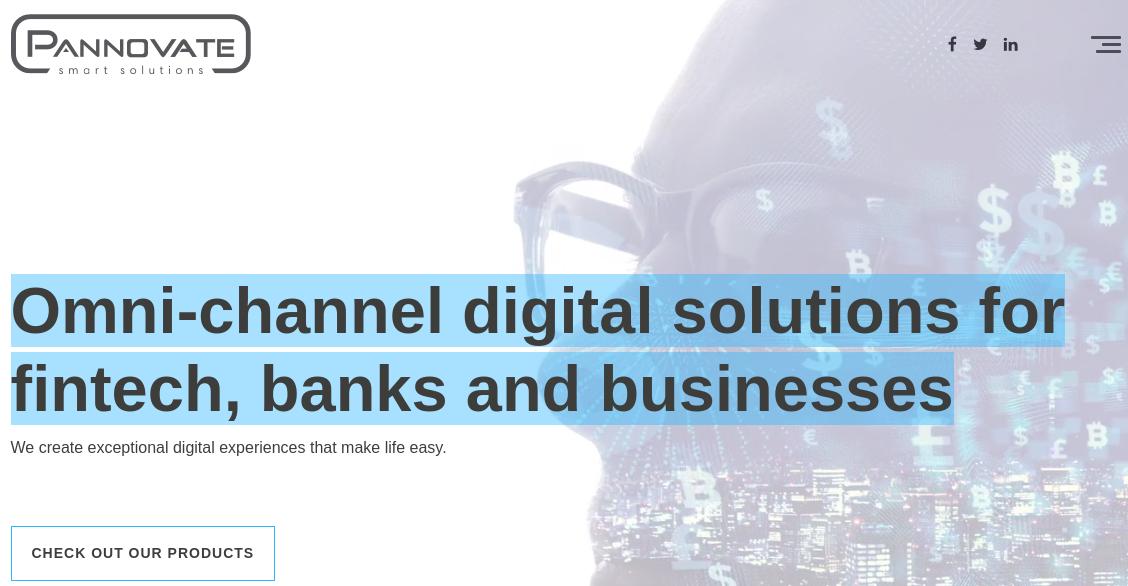 PANNOVATE
smart solutions
Omni-channel digital solutions for
fintech, banks and businesses
We create exceptional digital experiences that make life easy.
CHECK OUT OUR PRODUCTS